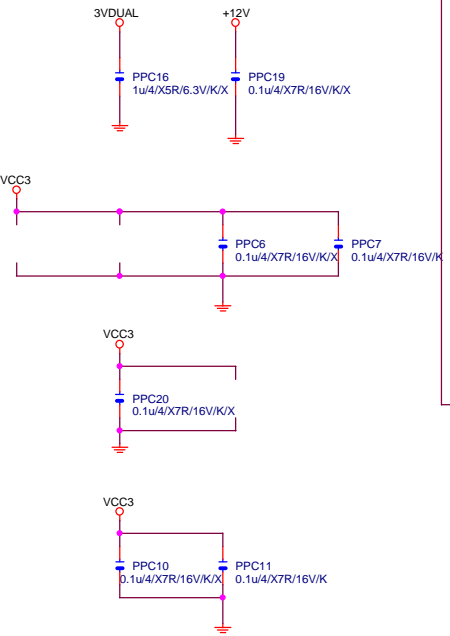 3VDUAL
+12V
PPC16
1u/4/X5R/6.3V/K/X
PPC19
0.1u/4/X7R/16V/K/X
VCC3
PPC6
0.1u/4/X7R/16V/K/X
PPC7
0.1u/4/X7R/16V/K
VCC3
PPC20
0.1u/4/X7R/16V/K/X
VCC3
PPC10
0.1u/4/X7R/16V/K/X
PPC11
0.1u/4/X7R/16V/K